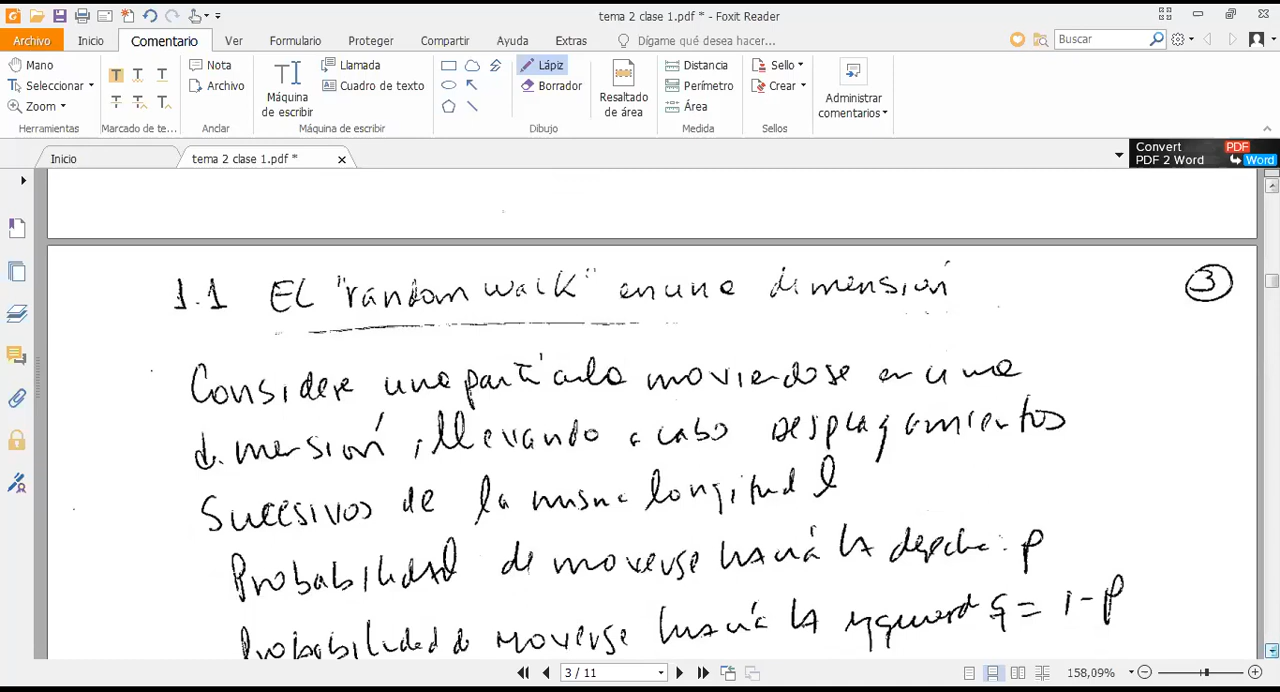 tema 2 clase 1.pdf * - Foxit Reader
Archivo Inicio Comentario Ver Formulario Proteger Compartir Ayuda Extras Dígame qué desea hacer... Buscar
Mano
Seleccionar
Zoom
Herramientas
Marcado de te...
Nota
Archivo
Anclar
Máquina de escribir
Llamada
Cuadro de texto
Máquina de escribir
Lápiz
Borrador
Dibujo
Resaltado de área
Distancia
Perímetro
Área
Medida
Sello
Crear
Sellos
Administrar comentarios
Inicio
tema 2 clase 1.pdf *
Convert PDF
PDF 2 Word Word
1.1 El "random walk" en una dimensión 3
Considere una partícula moviendose en una
dimensión, llevando a cabo desplazamientos
sucesivos de la misma longitud l
Probabilidad de moverse hacia la derecha: p
Probabilidad de moverse hacia la q = 1 - p
3 / 11 158,09%